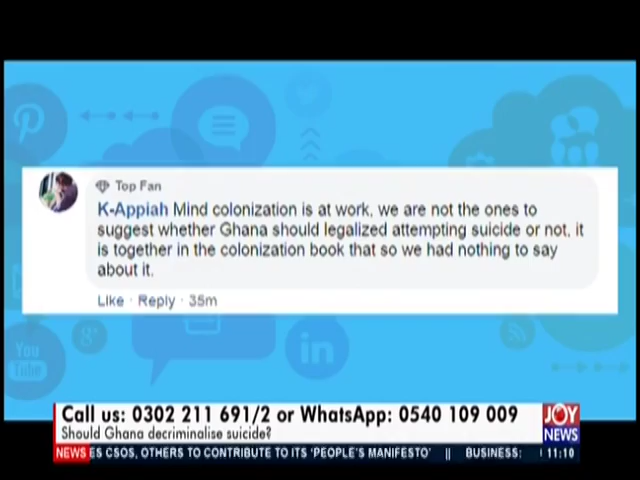 Top Fan
K-Appiah Mind colonization is at work, we are not the ones to
suggest whether Ghana should legalized attempting suicide or not, it
is together in the colonization book that so we had nothing to say
about it.
Like · Reply · 35m
You
Tube
in
g+
Call us: 0302 211 691/2 or WhatsApp: 0540 109 009
Should Ghana decriminalise suicide?
JOY
NEWS
NEWS ES CSOS, OTHERS TO CONTRIBUTE TO ITS 'PEOPLE'S MANIFESTO' || BUSINESS: 11:10